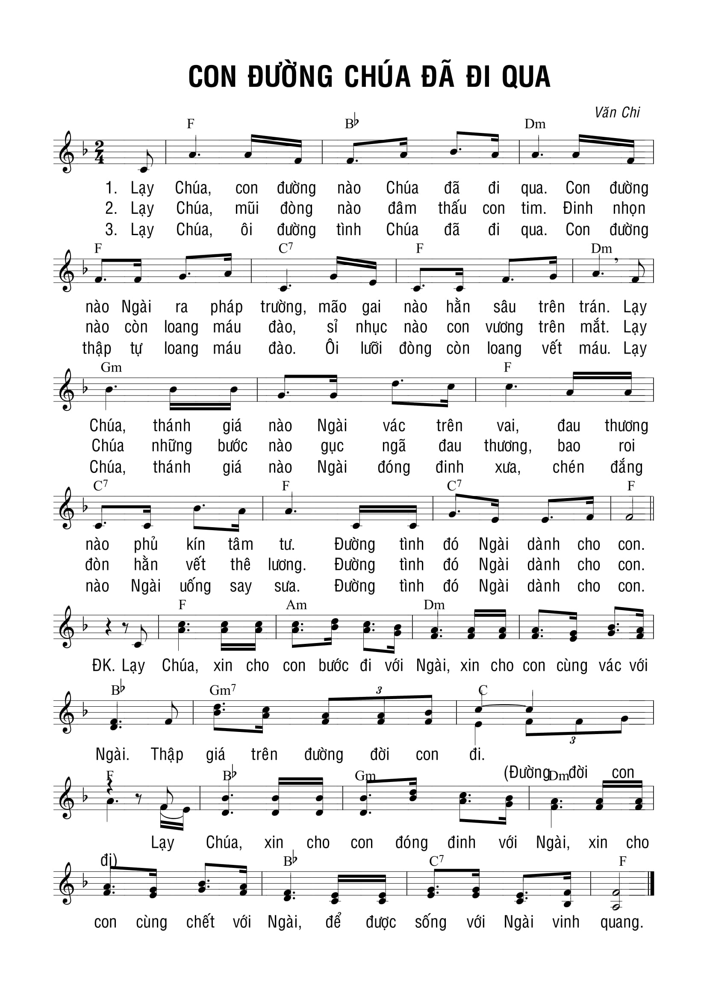 CON ĐƯỜNG CHÚA ĐÃ ĐI QUA
Văn Chi
F B♭ Dm
2
4
1. Lạy Chúa, con đường nào Chúa đã đi qua. Con đường
2. Lạy Chúa, mũi đòng nào đâm thấu con tim. Đinh nhọn
3. Lạy Chúa, ôi đường tình Chúa đã đi qua. Con đường
F C7 F Dm
nào Ngài ra pháp trường, mão gai nào hằn sâu trên trán. Lạy
nào còn loang máu đào, sỉ nhục nào con vương trên mắt. Lạy
thập tự loang máu đào. Ôi lưỡi đòng còn loang vết máu. Lạy
Gm F
Chúa, thánh giá nào Ngài vác trên vai, đau thương
Chúa những bước nào gục ngã đau thương, bao roi
Chúa, thánh giá nào Ngài đóng đinh xưa, chén đắng
C7 F C7 F
nào phủ kín tâm tư. Đường tình đó Ngài dành cho con.
đòn hằn vết thê lương. Đường tình đó Ngài dành cho con.
nào Ngài uống say sưa. Đường tình đó Ngài dành cho con.
F Am Dm
ĐK. Lạy Chúa, xin cho con bước đi với Ngài, xin cho con cùng vác với
B♭ Gm7 3 C
3
Ngài. Thập giá trên đường đời con đi.
(Đường đời con
F B♭ Gm Dm
Lạy Chúa, xin cho con đóng đinh với Ngài, xin cho
đi)
B♭ C7 F
con cùng chết với Ngài, để được sống với Ngài vinh quang.